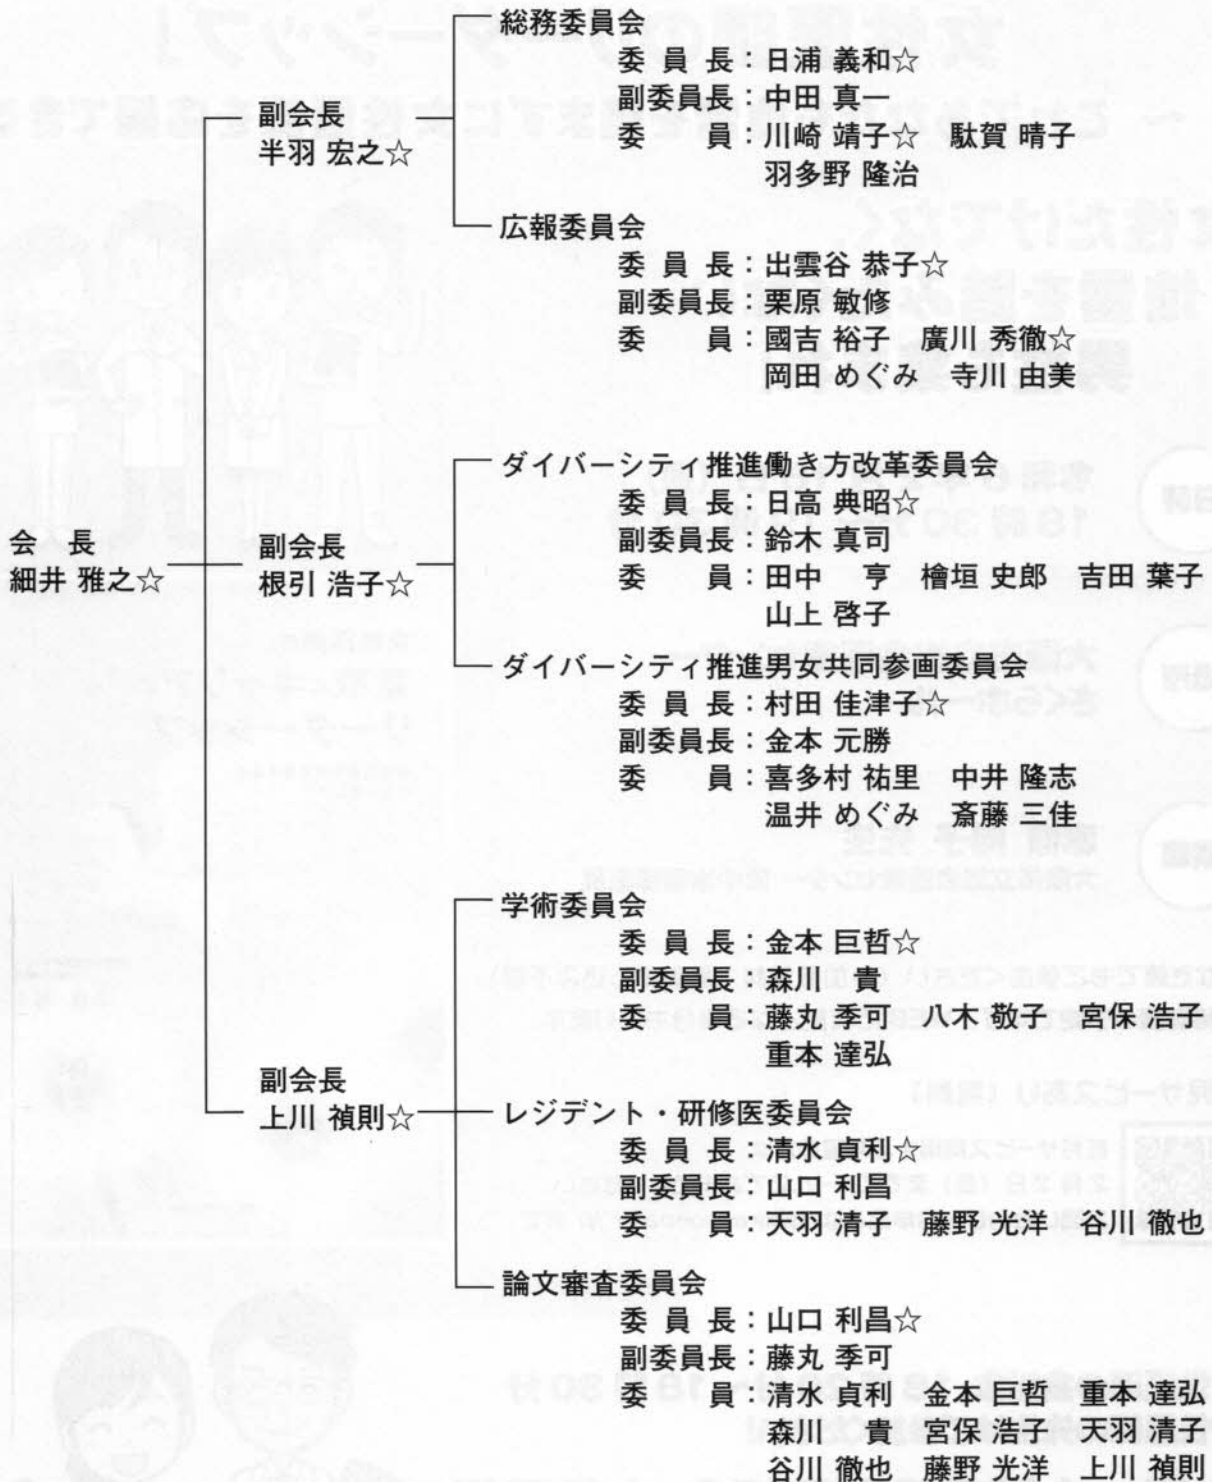 会　長
細井 雅之☆
副会長
半羽 宏之☆
総務委員会
委 員 長：日浦 義和☆
副委員長：中田 真一
委　　員：川崎 靖子☆　駄賀 晴子
羽多野 隆治
広報委員会
委 員 長：出雲谷 恭子☆
副委員長：栗原 敏修
委　　員：國吉 裕子　廣川 秀徹☆
岡田 めぐみ　寺川 由美
副会長
根引 浩子☆
ダイバーシティ推進働き方改革委員会
委 員 長：日高 典昭☆
副委員長：鈴木 真司
委　　員：田中　亨　檜垣 史郎　吉田 葉子
山上 啓子
ダイバーシティ推進男女共同参画委員会
委 員 長：村田 佳津子☆
副委員長：金本 元勝
委　　員：喜多村 祐里　中井 隆志
温井 めぐみ　斎藤 三佳
副会長
上川 禎則☆
学術委員会
委 員 長：金本 巨哲☆
副委員長：森川　貴
委　　員：藤丸 季可　八木 敬子　宮保 浩子
重本 達弘
レジデント・研修医委員会
委 員 長：清水 貞利☆
副委員長：山口 利昌
委　　員：天羽 清子　藤野 光洋　谷川 徹也
論文審査委員会
委 員 長：山口 利昌☆
副委員長：藤丸 季可
委　　員：清水 貞利　金本 巨哲　重本 達弘
森川　貴　宮保 浩子　天羽 清子
谷川 徹也　藤野 光洋　上川 禎則